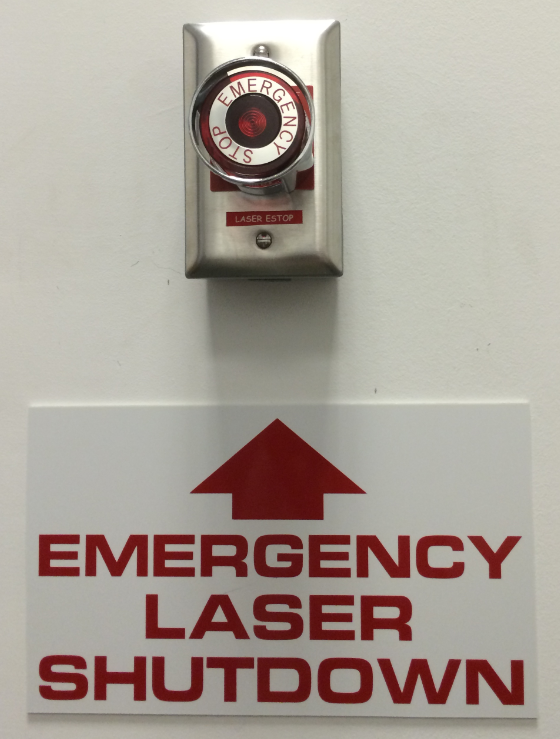 EMERGENCY
STOP
LASER ESTOP
EMERGENCY
LASER
SHUTDOWN